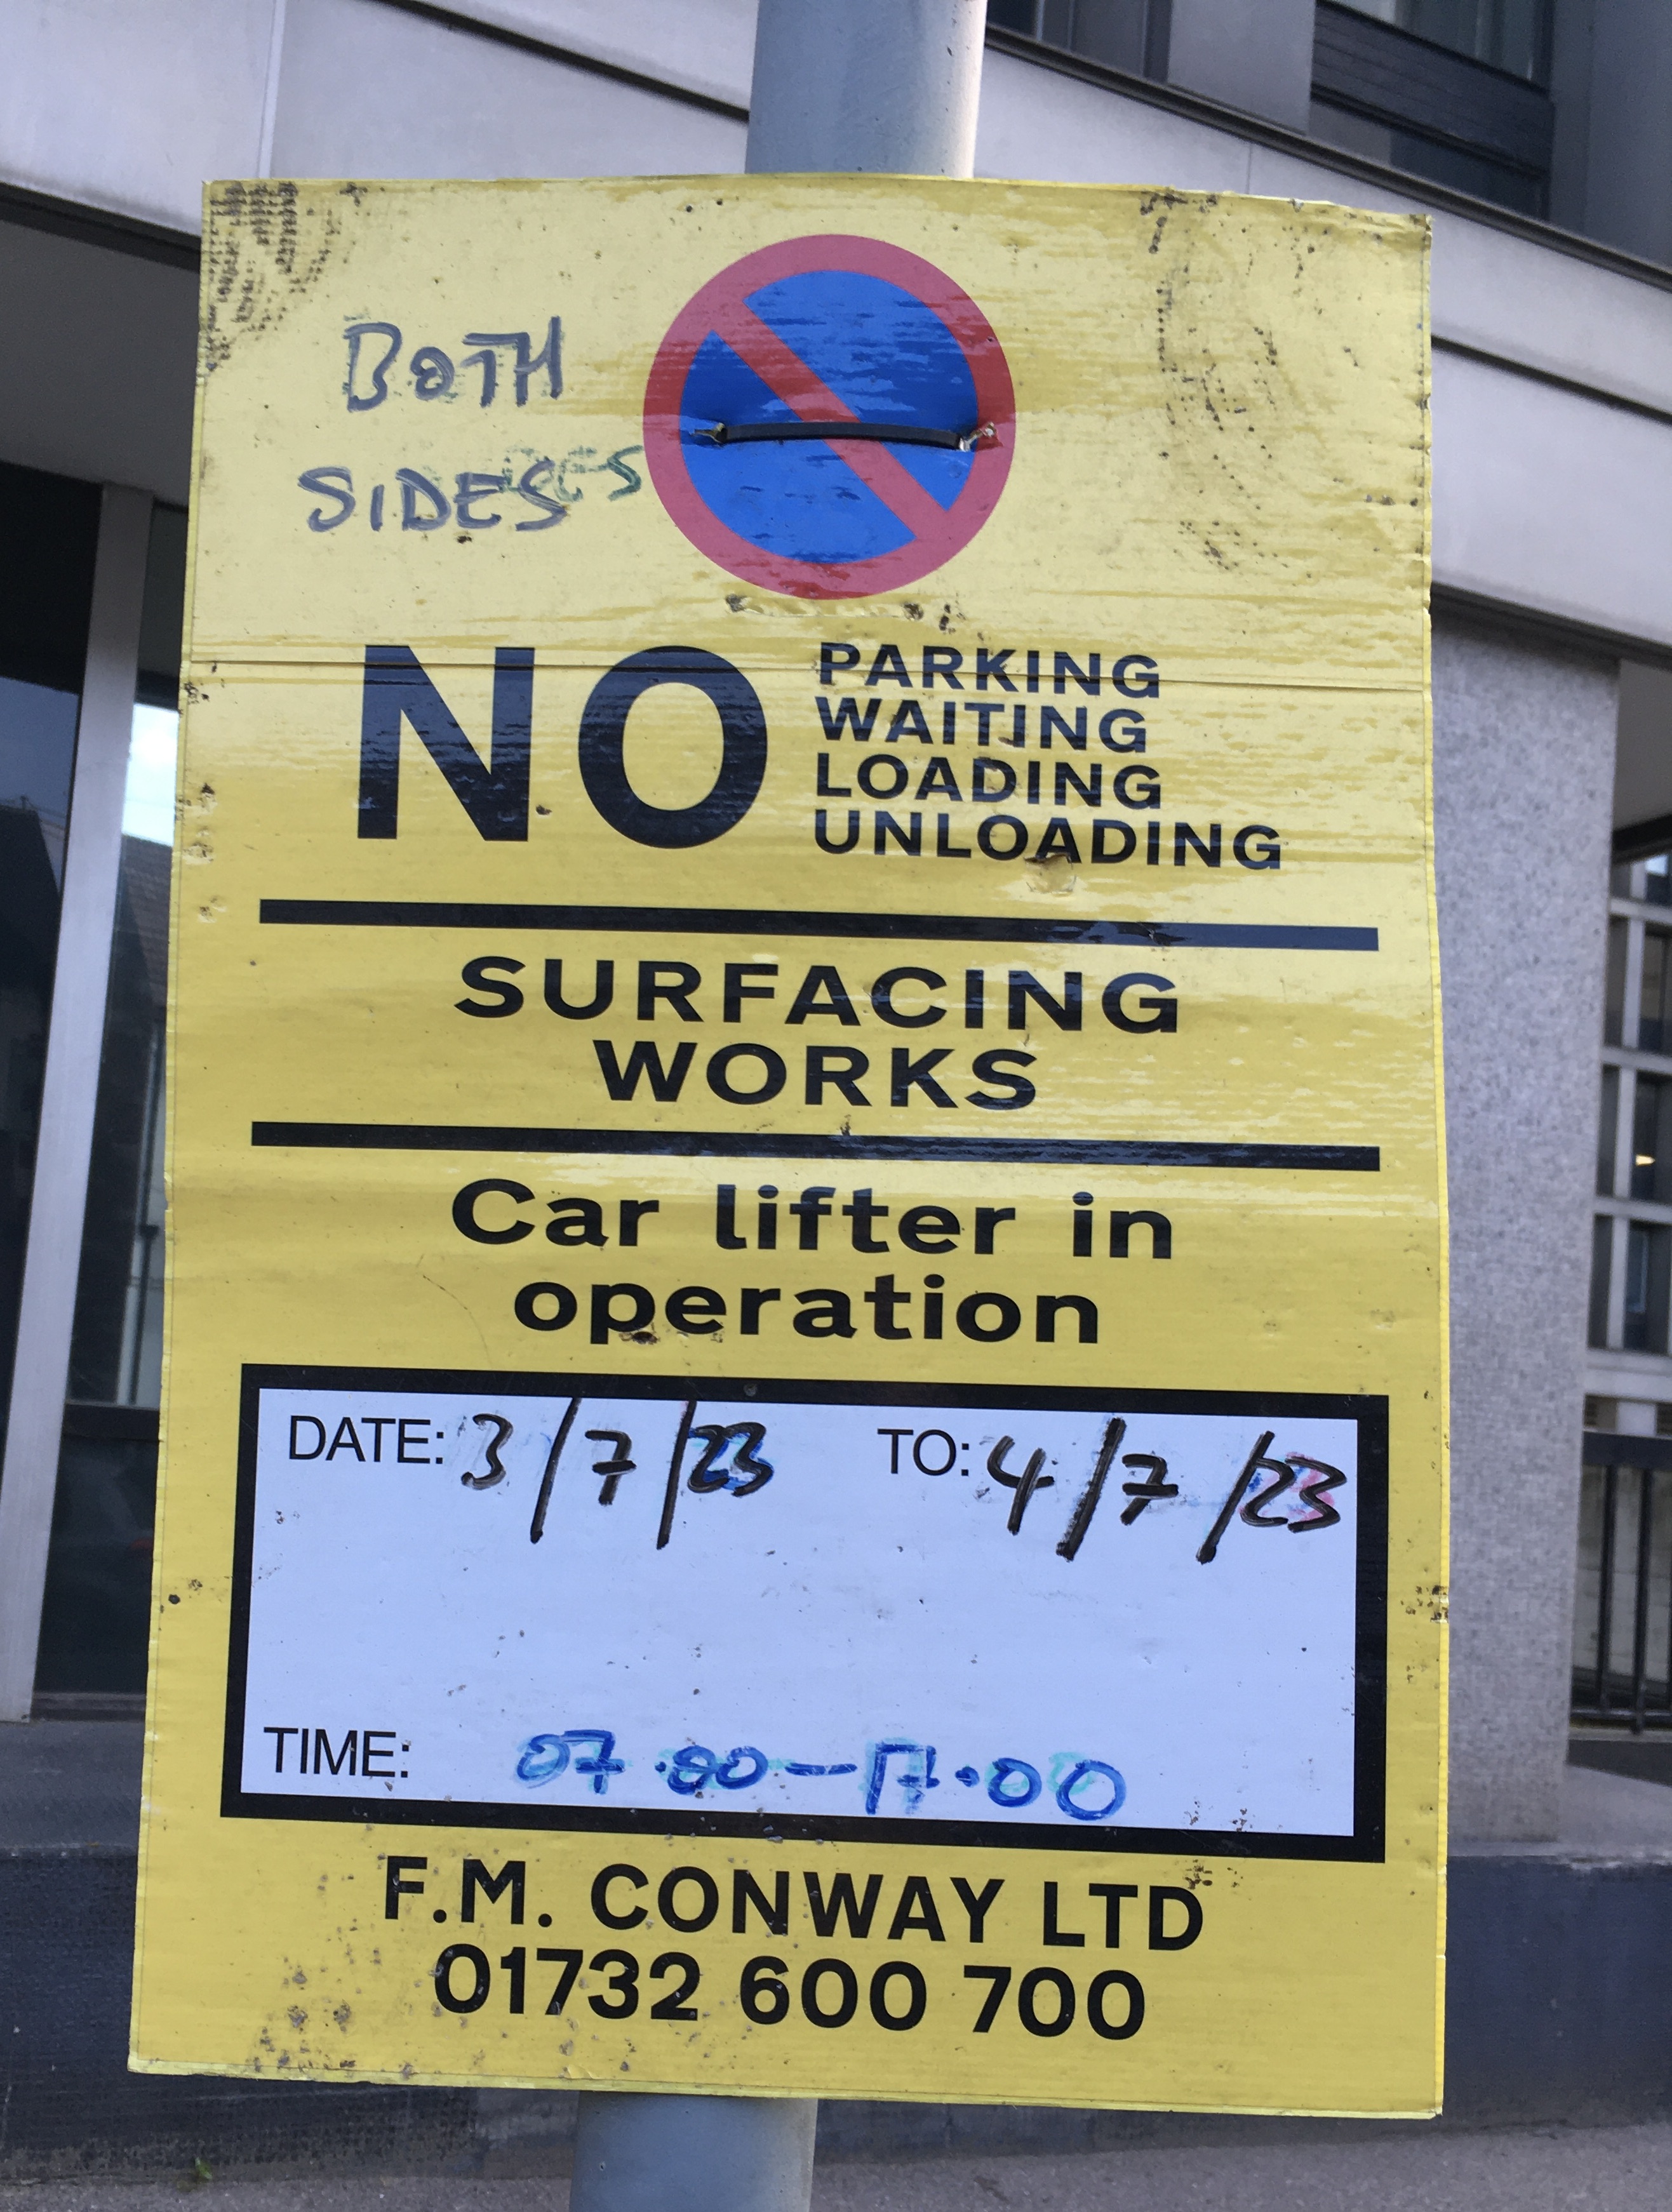 BOTH
SIDES
NO
PARKING
WAITING
LOADING
UNLOADING
SURFACING
WORKS
Car lifter in
operation
DATE: 3/7/23 TO: 4/7/23
TIME: 07.00-17.00
F.M. CONWAY LTD
01732 600 700